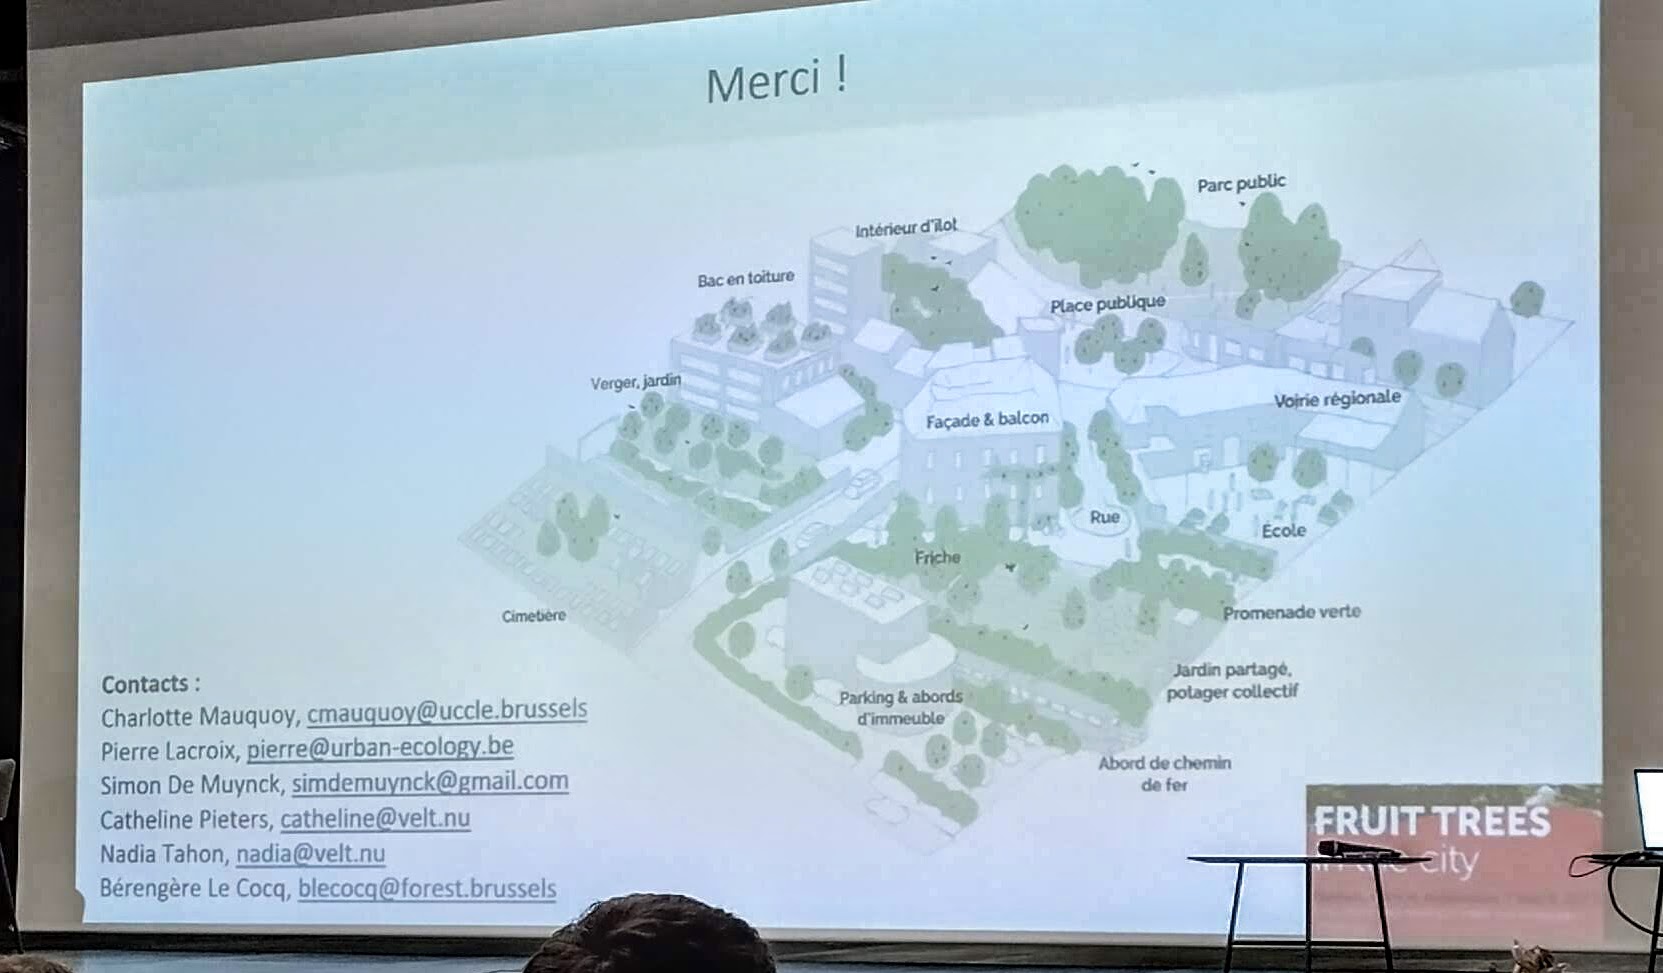 Merci !
Parc public
Intérieur d'îlot
Bac en toiture
Place publique
Verger, jardin
Voirie régionale
Façade & balcon
Rue
École
Friche
Cimetière
Promenade verte
Jardin partagé,
potager collectif
Parking & abords
d'immeuble
Abord de chemin
de fer
Contacts :
Charlotte Mauquoy, cmauquoy@uccle.brussels
Pierre Lacroix, pierre@urban-ecology.be
Simon De Muynck, simdemuynck@gmail.com
Catheline Pieters, catheline@velt.nu
Nadia Tahon, nadia@velt.nu
Bérengère Le Cocq, blecocq@forest.brussels
FRUIT TREES
city